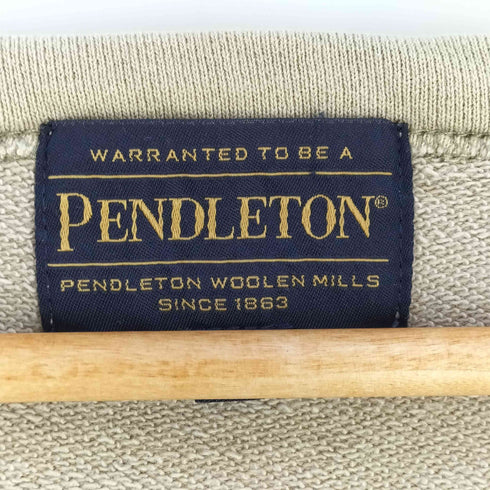 WARRANTED TO BE A
PENDLETON®
PENDLETON WOOLEN MILLS
SINCE 1863